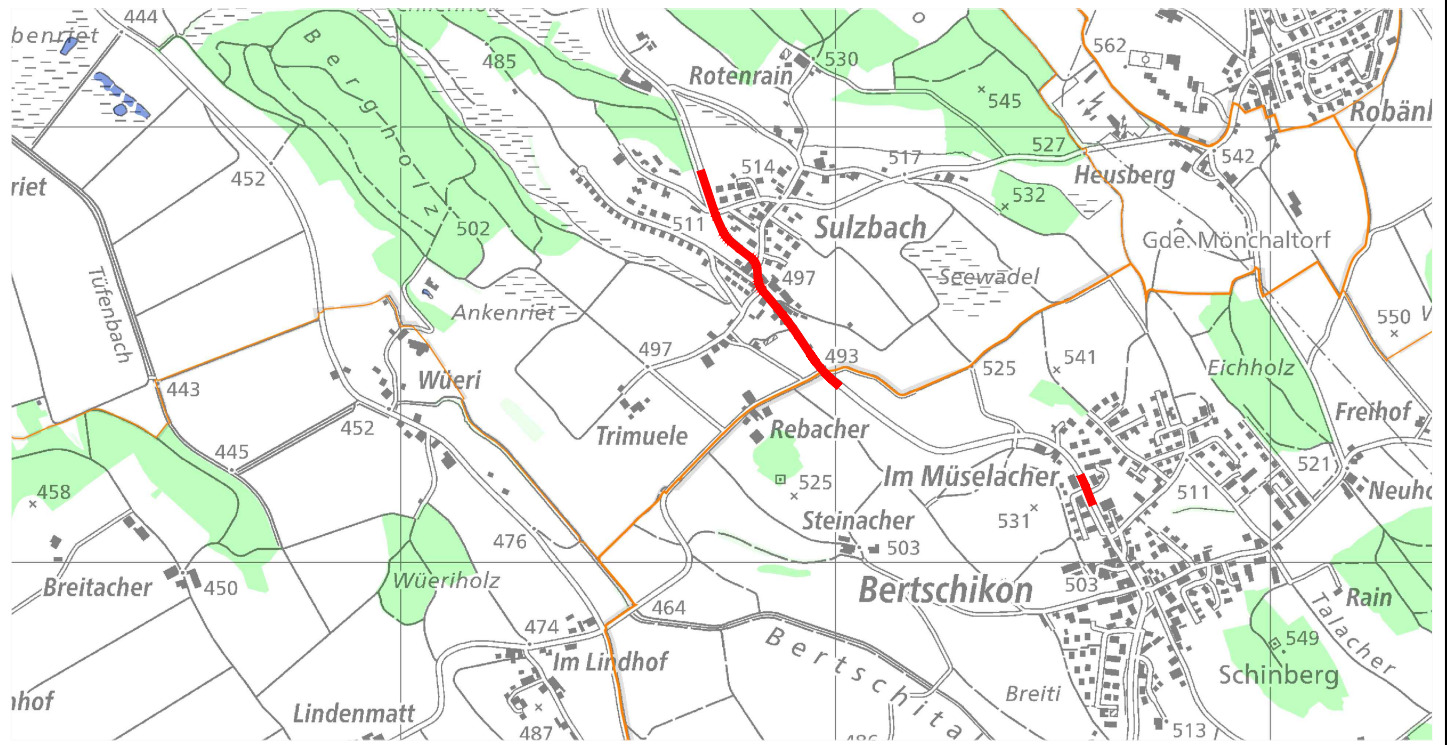 444
485
Rotenrain
530
562
545
Robänl
benriet
Bergholz
452
514
517
527
542
Heusberg
riet
532
502
511
Sulzbach
Gde. Mönchaltorf
Tüfenbach
Ankenriet
497
Seewadel
550
497
493
541
525
Eichholz
443
Wüeri
452
Trimuele
Rebacher
Freihof
445
Im Müselacher
521
458
525
511
Neuho
476
Steinacher
531
503
Breitacher
450
Wüeriholz
Bertschikon
503
Rain
464
474
Talacher
549
Im Lindhof
Bertschita
Schinberg
Breiti
hof
Lindenmatt
487
513